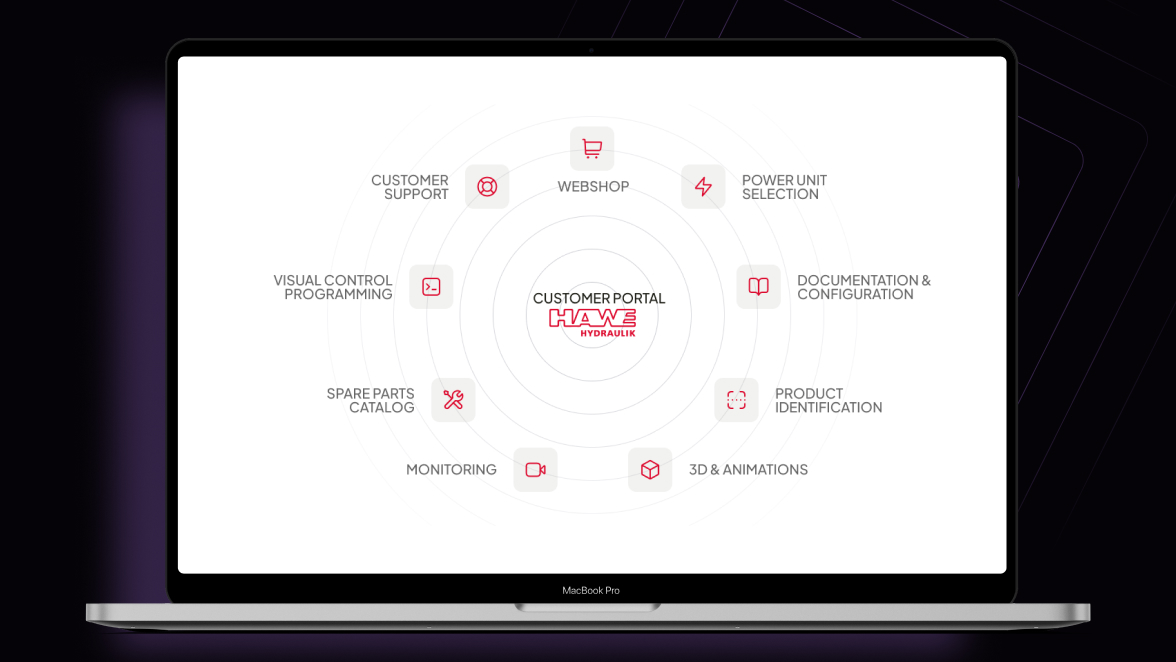 WEBSHOP
CUSTOMER
SUPPORT
POWER UNIT
SELECTION
VISUAL CONTROL
PROGRAMMING
DOCUMENTATION &
CONFIGURATION
CUSTOMER PORTAL
HAWE
HYDRAULIK
SPARE PARTS
CATALOG
PRODUCT
IDENTIFICATION
MONITORING
3D & ANIMATIONS
MacBook Pro